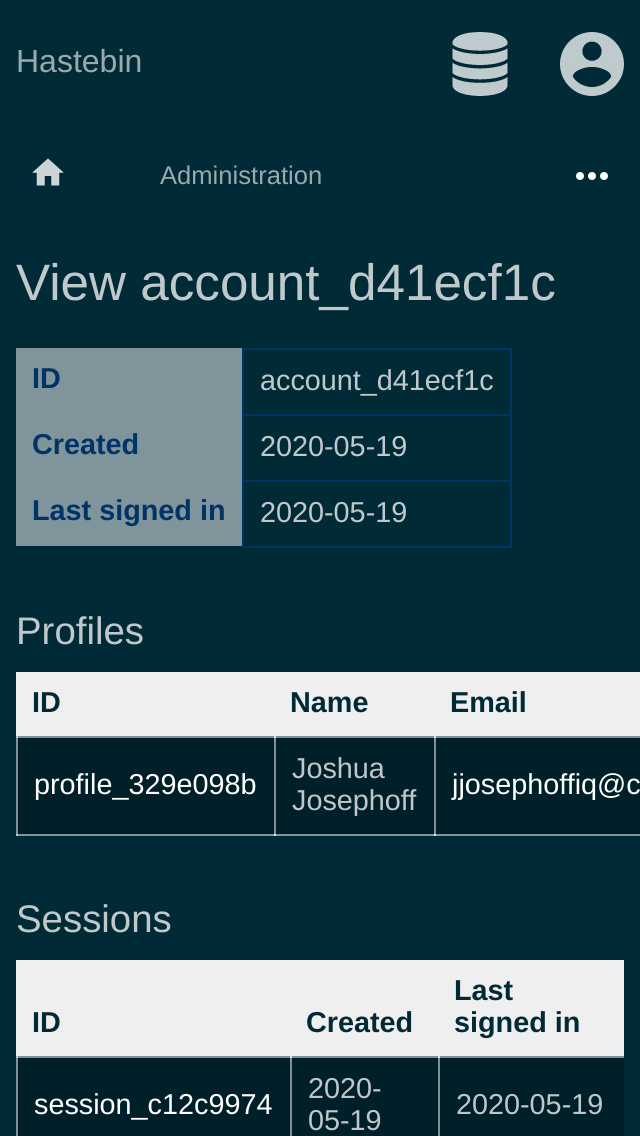 Hastebin
Administration
View account_d41ecf1c
ID account_d41ecf1c
Created 2020-05-19
Last signed in 2020-05-19
Profiles
ID Name Email
profile_329e098b Joshua Josephoff jjosephoffiq@c
Sessions
ID Created Last signed in
session_c12c9974 2020-05-19 2020-05-19